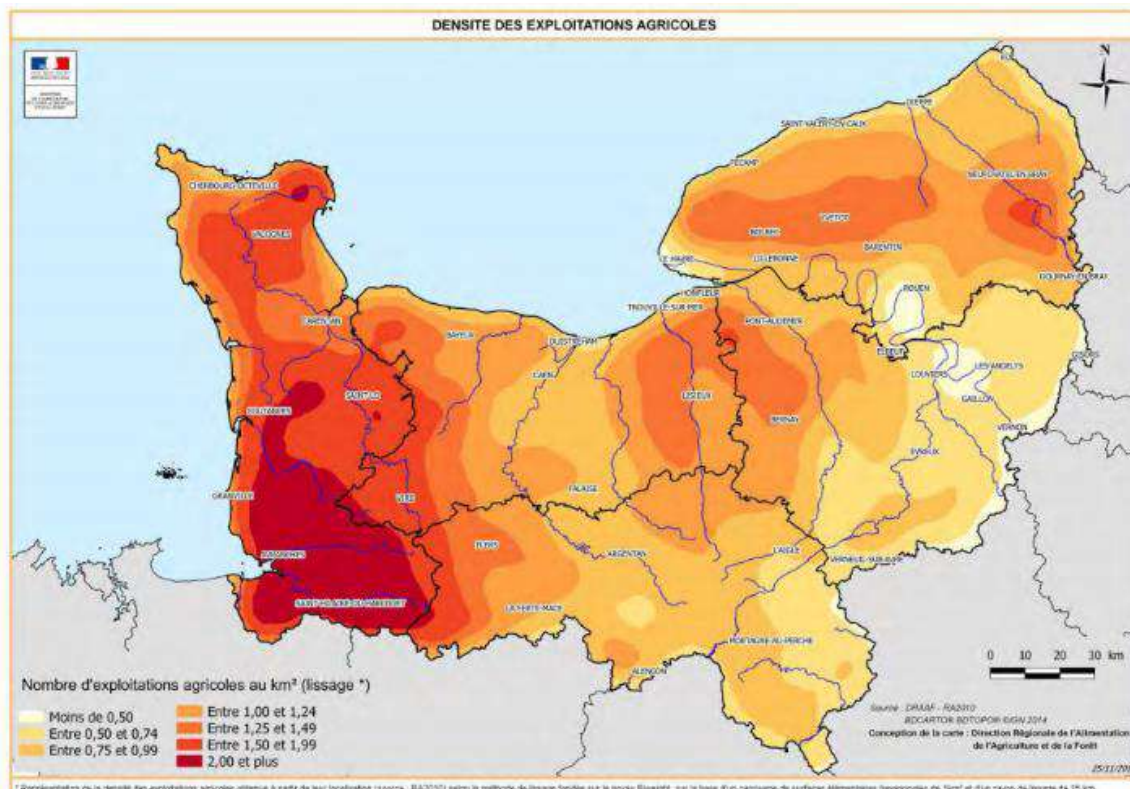 DENSITE DES EXPLOITATIONS AGRICOLES
N
EU
DIEPPE
SAINT-VALERY-EN-CAUX
FECAMP
NEUFCHATEL-EN-BRAY
CHERBOURG-OCTEVILLE
YVETOT
VALOGNES
BOLBEC
BARENTIN
LE HAVRE
LILLEBONNE
GOURNAY-EN-BRAY
HONFLEUR
ROUEN
TROUVILLE-SUR-MER
CARENTAN
PONT-AUDEMER
BAYEUX
OUISTREHAM
ELBEUF
GISORS
CAEN
LOUVIERS
LES ANDELYS
SAINT-LO
LISIEUX
GAILLON
COUTANCES
BERNAY
VERNON
EVREUX
GRANVILLE
VIRE
FALAISE
AVRANCHES
FLERS
ARGENTAN
L'AIGLE
VERNEUIL-SUR-AVRE
SAINT-HILAIRE-DU-HARCOUET
LA FERTE-MACE
MORTAGNE-AU-PERCHE
ALENCON
0 10 20 30 km
Nombre d'exploitations agricoles au km² (lissage *)
Moins de 0,50
Entre 0,50 et 0,74
Entre 0,75 et 0,99
Entre 1,00 et 1,24
Entre 1,25 et 1,49
Entre 1,50 et 1,99
2,00 et plus
Source : DRAAF - RA2010
BDCARTO® BDTOPO® ©IGN 2014
Conception de la carte : Direction Régionale de l'Alimentation
de l'Agriculture et de la Forêt